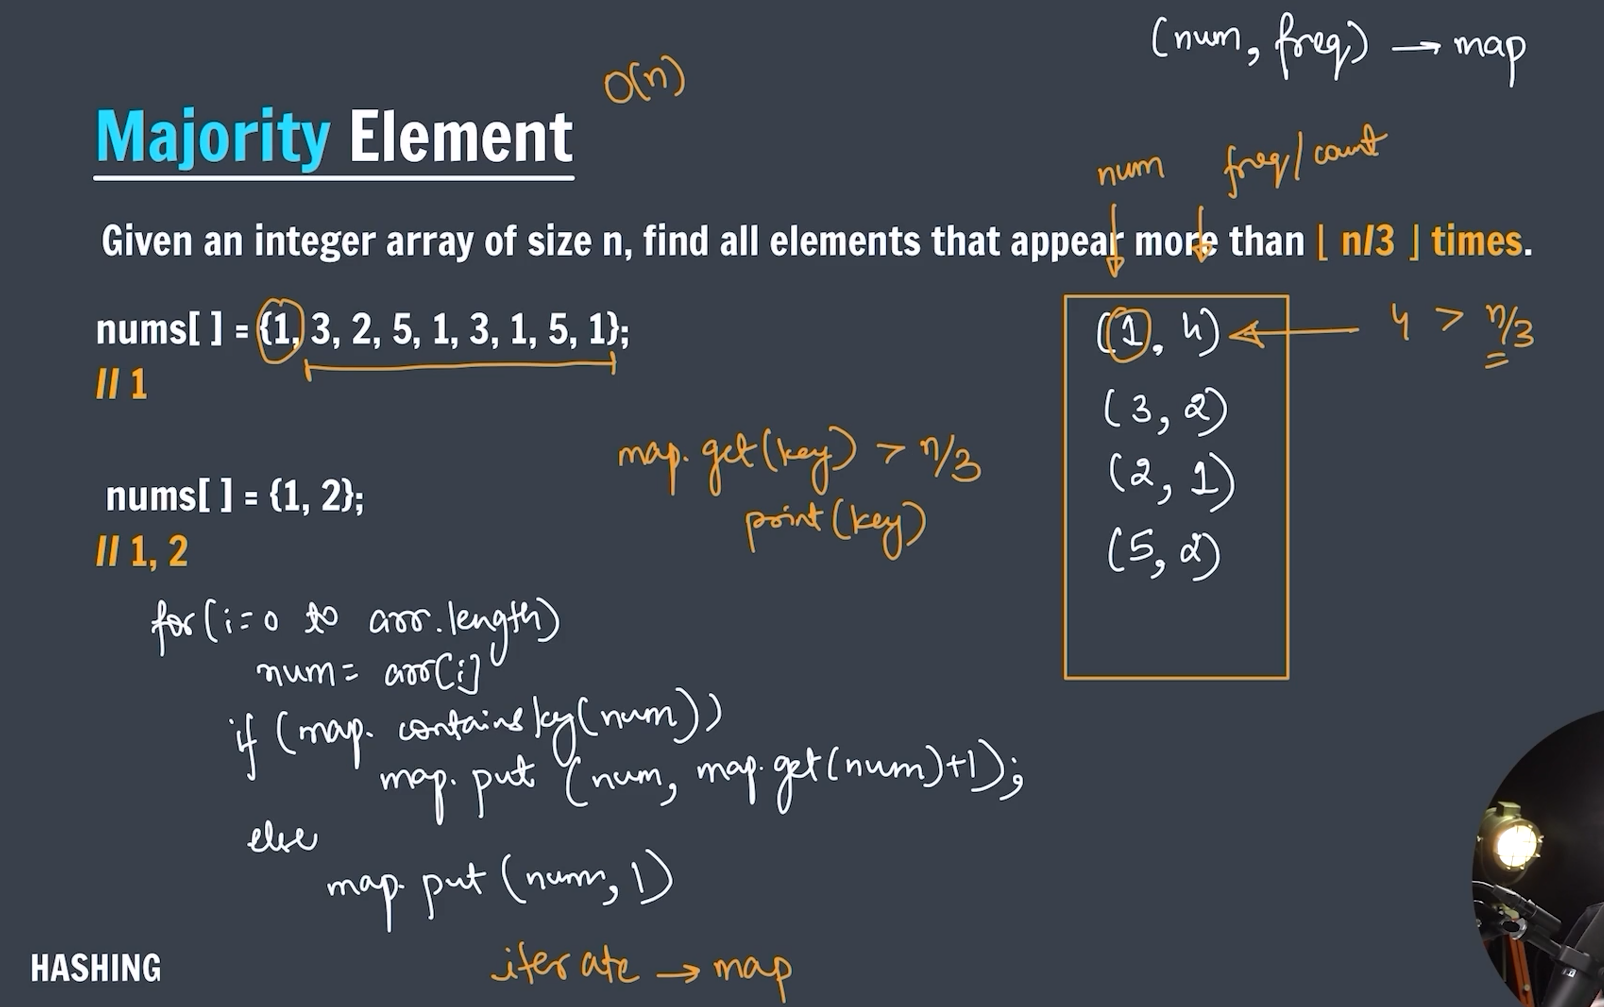 (num, freq) → map
O(n)
Majority Element
num freq/count
Given an integer array of size n, find all elements that appear more than ⌊ n/3 ⌋ times.
nums[ ] = {1, 3, 2, 5, 1, 3, 1, 5, 1};
// 1
(1, 4) ← 4 > n/3
(3, 2)
(2, 1)
(5, 2)
map.get(key) > n/3
print(key)
nums[ ] = {1, 2};
// 1, 2
for(i=0 to arr.length)
num = arr[i]
if (map. contains key(num))
map. put (num, map.get(num)+1);
else
map. put (num, 1)
iterate → map
HASHING